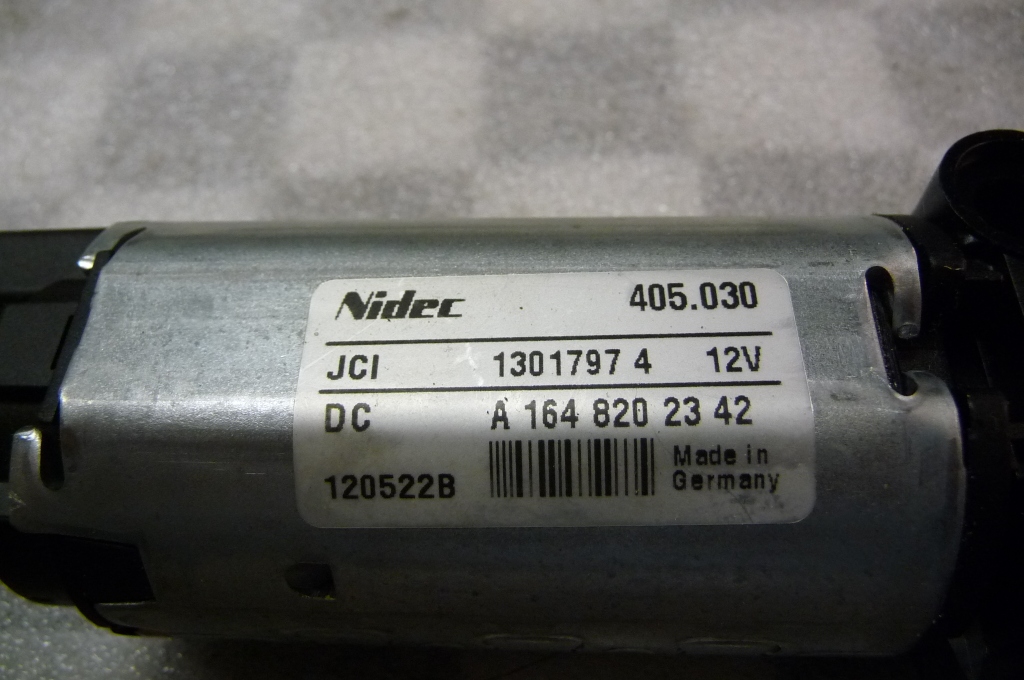 Nidec 405.030
JCI 1301797 4 12V
DC A 164 820 23 42
120522B Made in
Germany